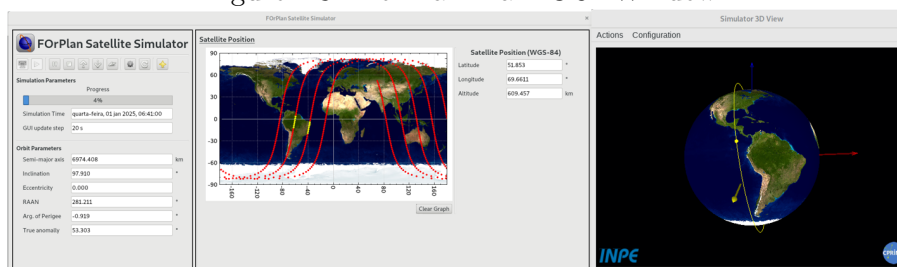 FOrPlan Satellite Simulator
×
FOrPlan Satellite Simulator
Simulation Parameters
Progress
4%
Simulation Time quarta-feira, 01 jan 2025, 06:41:00
GUI update step 20 s
Orbit Parameters
Semi-major axis 6974.408 km
Inclination 97.910 °
Eccentricity 0.000
RAAN 281.211 °
Arg. of Perigee -0.919 °
True anomally 53.303 °
Satellite Position
90
60
30
0
-30
-60
-90
-160
-120
-80
-40
0
40
80
120
160
Clear Graph
Satellite Position (WGS-84)
Latitude 51.853 °
Longitude 69.6611 °
Altitude 609.457 km
Simulator 3D View
Actions Configuration
INPE